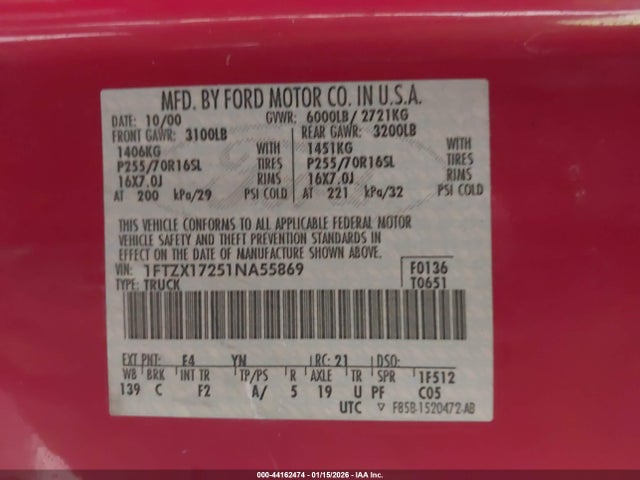 MFD. BY FORD MOTOR CO. IN U.S.A.
DATE: 10/00 GVWR: 6000LB/ 2721KG
FRONT GAWR: 3100LB REAR GAWR: 3200LB
1406KG WITH 1451KG WITH
P255/70R16SL TIRES P255/70R16SL TIRES
16X7.0J RIMS 16X7.0J RIMS
AT 200 kPa/29 PSI COLD AT 221 kPa/32 PSI COLD
THIS VEHICLE CONFORMS TO ALL APPLICABLE FEDERAL MOTOR
VEHICLE SAFETY AND THEFT PREVENTION STANDARDS IN
EFFECT ON THE DATE OF MANUFACTURE SHOWN ABOVE.
VIN: 1FTZX17251NA55869 F0136
TYPE: TRUCK T0651
EXT PNT: E4 YN RC: 21 DSO:
WB BRK INT TR TP/PS R AXLE TR SPR 1F512
139 C F2 A/ 5 19 U PF C05
UTC ▽ F85B-1520472-AB
000-44162474 | 01/15/2026 - IAA Inc.